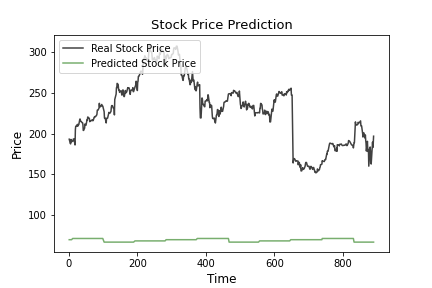 Stock Price Prediction
Real Stock Price
Predicted Stock Price
Price
300
250
200
150
100
0 200 400 600 800
Time